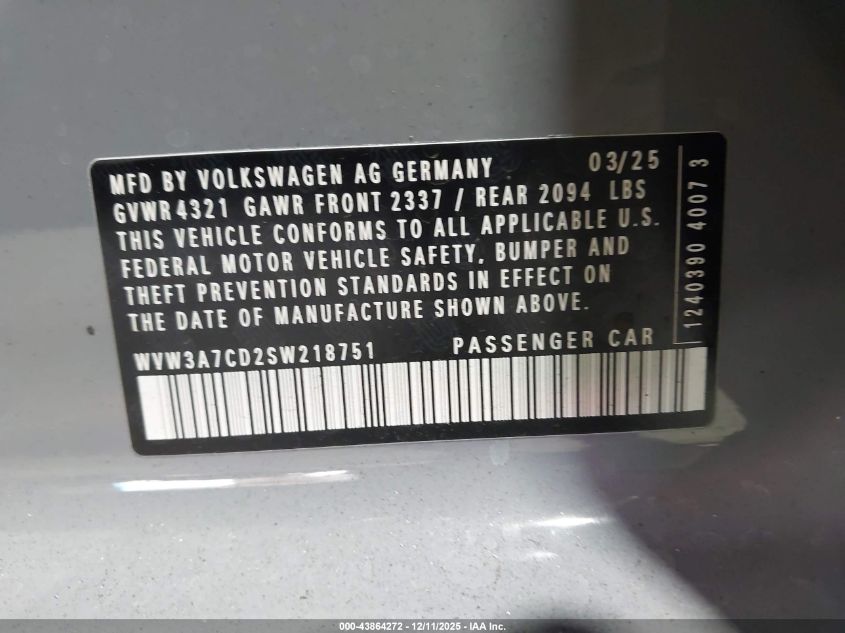 MFD BY VOLKSWAGEN AG GERMANY 03/25
GVWR 4321 GAWR FRONT 2337 / REAR 2094 LBS
THIS VEHICLE CONFORMS TO ALL APPLICABLE U.S.
FEDERAL MOTOR VEHICLE SAFETY, BUMPER AND
THEFT PREVENTION STANDARDS IN EFFECT ON
THE DATE OF MANUFACTURE SHOWN ABOVE.
WVW3A7CD2SW218751 PASSENGER CAR
1240390 4007 3
000-43864272 - 12/11/2025 - IAA Inc.